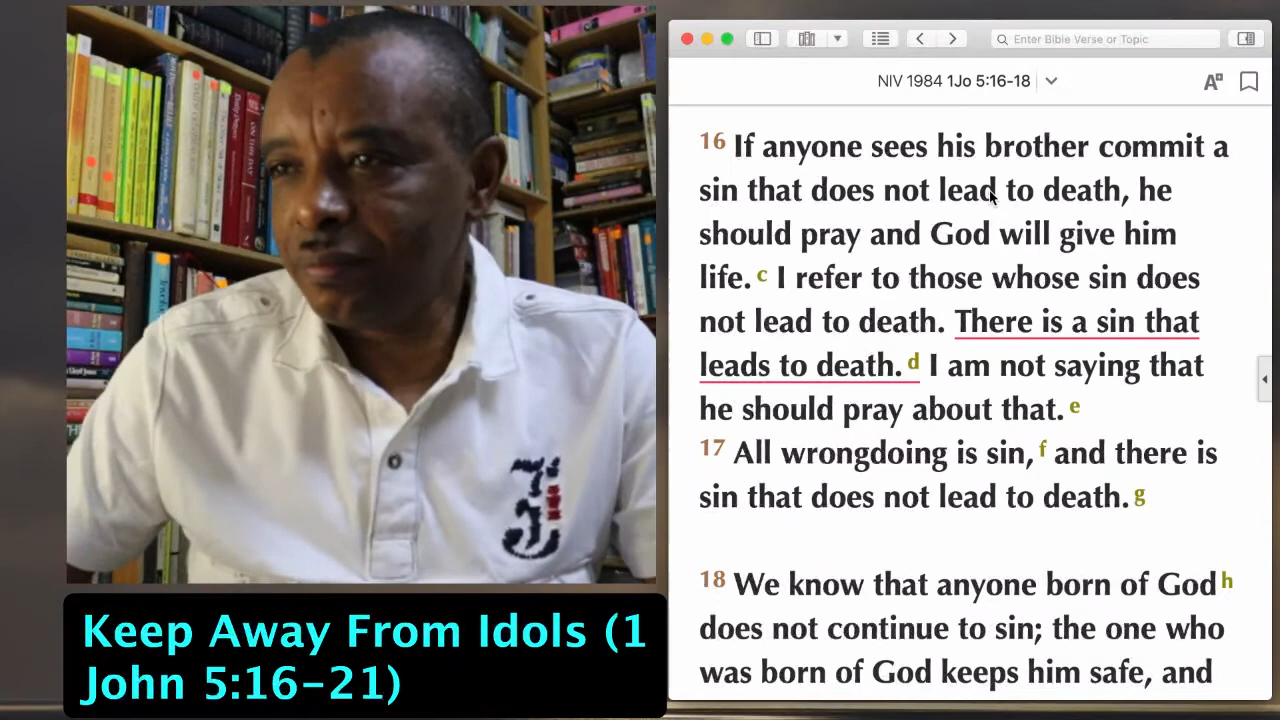 Enter Bible Verse or Topic
NIV 1984 1Jo 5:16-18
16 If anyone sees his brother commit a
sin that does not lead to death, he
should pray and God will give him
life. c I refer to those whose sin does
not lead to death. There is a sin that
leads to death. d I am not saying that
he should pray about that. e
17 All wrongdoing is sin, f and there is
sin that does not lead to death. g
18 We know that anyone born of God h
does not continue to sin; the one who
was born of God keeps him safe, and
Keep Away From Idols (1
John 5:16-21)
ON THIS DAY